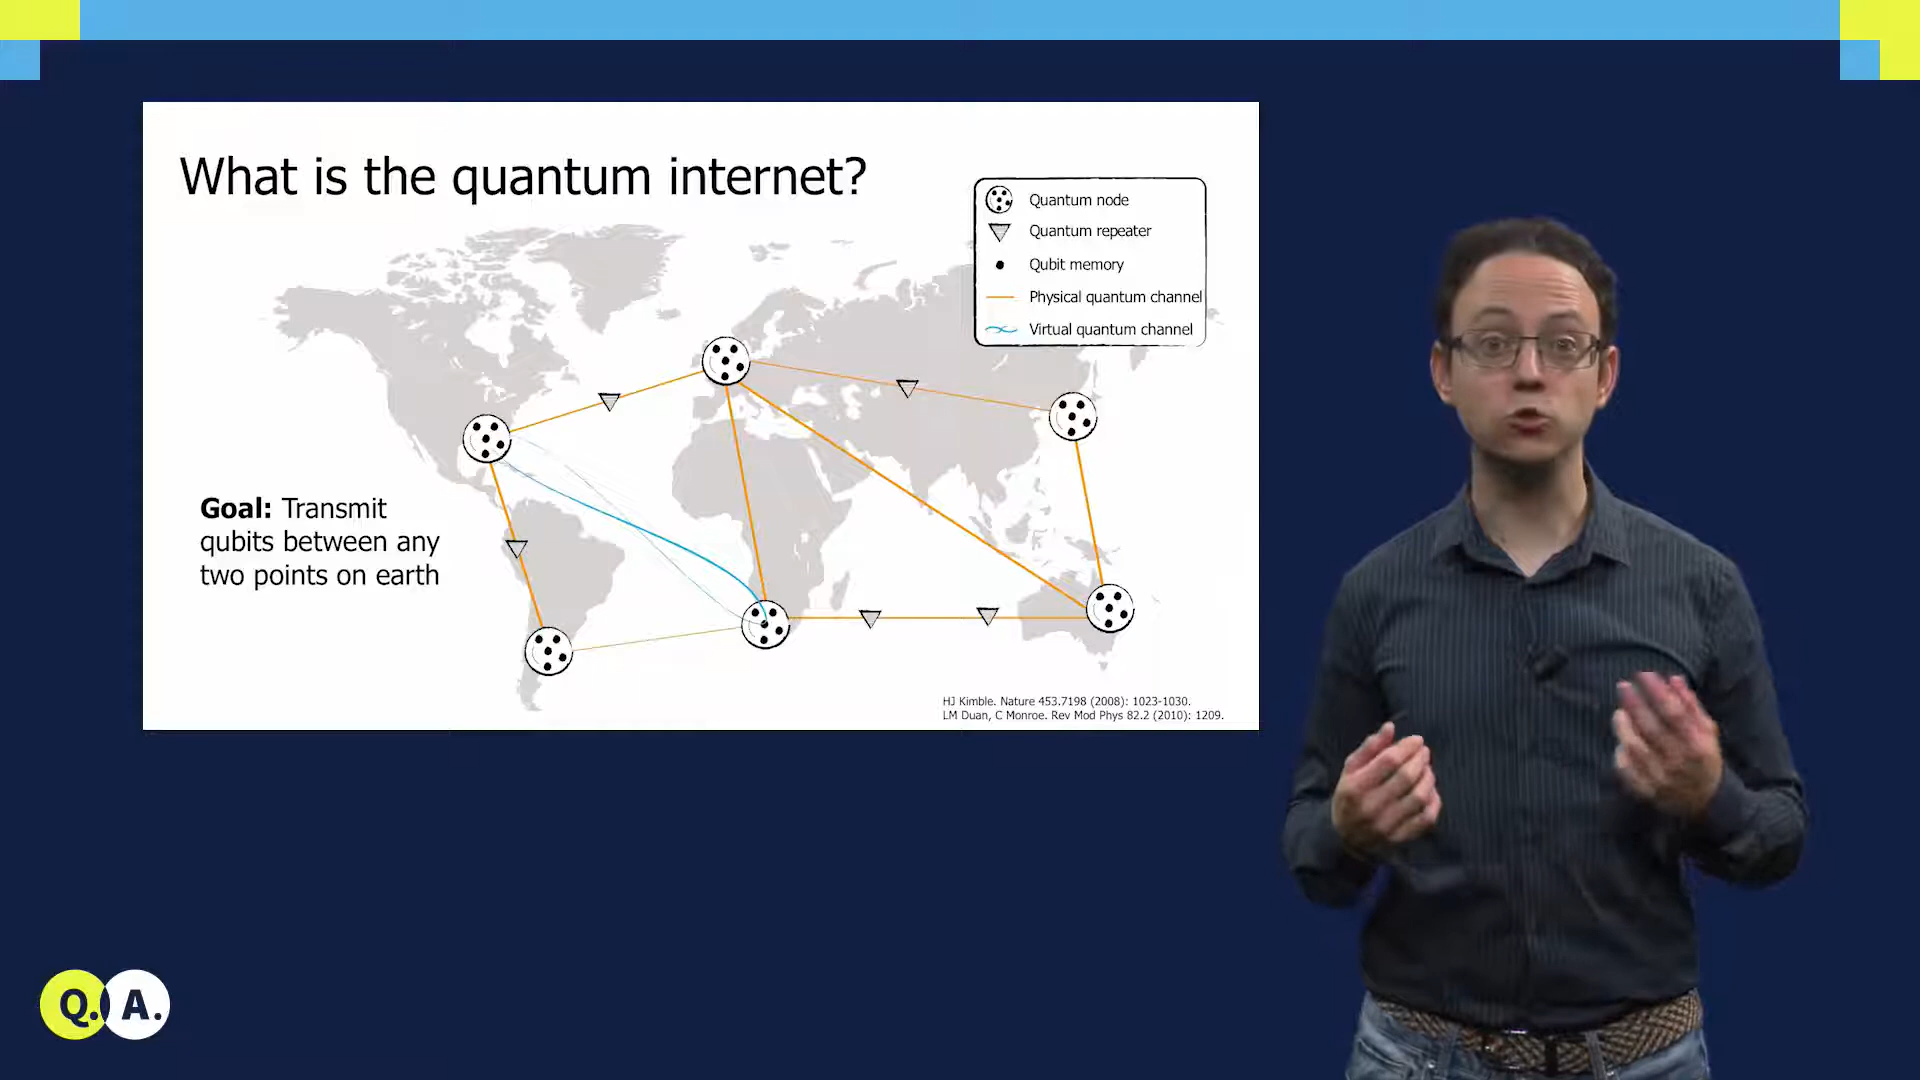 What is the quantum internet?
Quantum node
Quantum repeater
Qubit memory
Physical quantum channel
Virtual quantum channel
Goal: Transmit
qubits between any
two points on earth
HJ Kimble. Nature 453.7198 (2008): 1023-1030.
LM Duan, C Monroe. Rev Mod Phys 82.2 (2010): 1209.
Q. A.